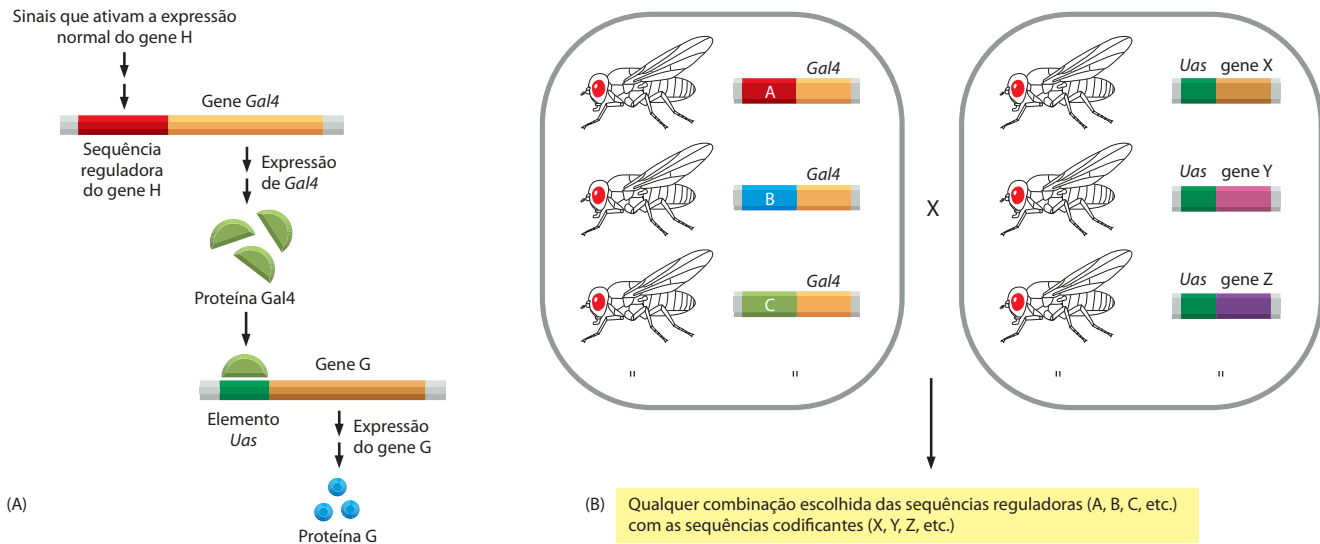 Sinais que ativam a expressão
normal do gene H
Gene Gal4
Sequência
reguladora
do gene H
Expressão
de Gal4
Proteína Gal4
Gene G
Elemento
Uas
Expressão
do gene G
(A)
Proteína G
Gal4
A
Gal4
B
Gal4
C
" "
X
Uas gene X
Uas gene Y
Uas gene Z
" "
(B)
Qualquer combinação escolhida das sequências reguladoras (A, B, C, etc.)
com as sequências codificantes (X, Y, Z, etc.)